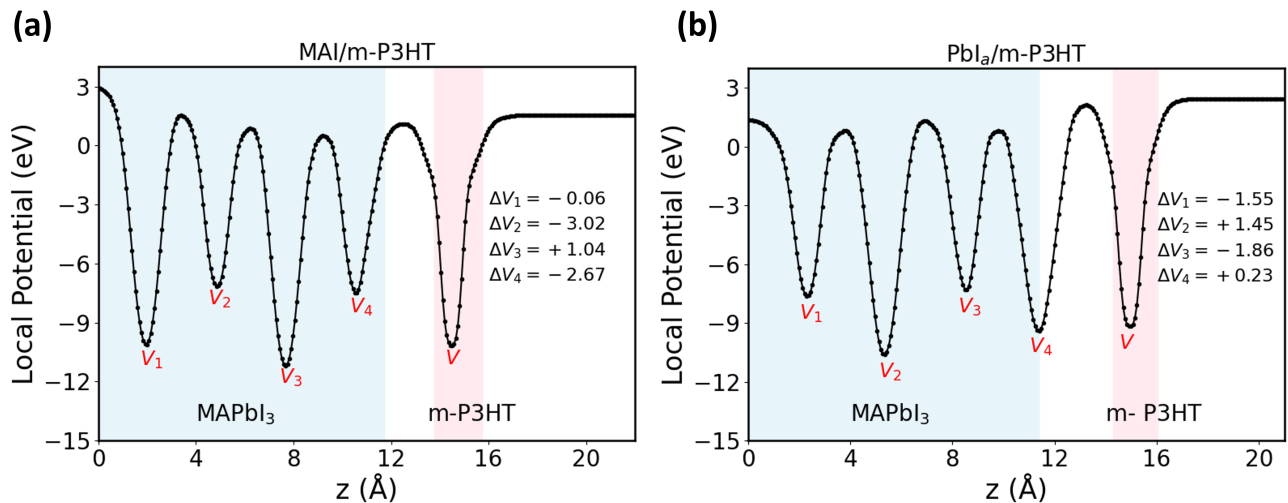 (a)
MAI/m-P3HT
Local Potential (eV)
3
0
−3
−6
−9
−12
−15
0
4
8
12
16
20
z (Å)
V₁
V₂
V₃
V₄
V
ΔV₁ = −0.06
ΔV₂ = −3.02
ΔV₃ = +1.04
ΔV₄ = −2.67
MAPbI₃
m-P3HT
(b)
PbIₐ/m-P3HT
Local Potential (eV)
3
0
−3
−6
−9
−12
−15
0
4
8
12
16
20
z (Å)
V₁
V₂
V₃
V₄
V
ΔV₁ = −1.55
ΔV₂ = +1.45
ΔV₃ = −1.86
ΔV₄ = +0.23
MAPbI₃
m- P3HT